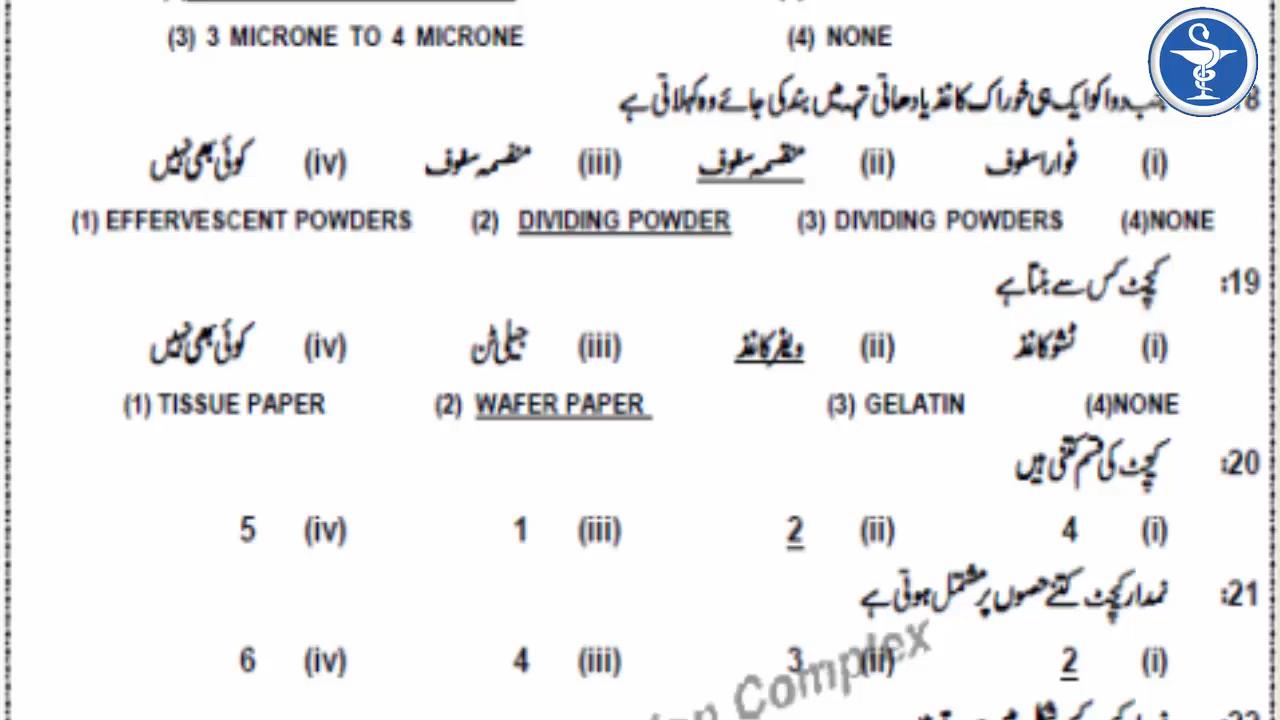 (3) 3 MICRONE TO 4 MICRONE (4) NONE
دوا کو ایک ہی خوراک کاغذ یا دھاتی تہہ میں بند کی جائے وہ کہلاتی ہے
(i) فوارا سفوف (ii) منقسمہ سفوف (iii) منقسمہ سفوف (iv) کوئی بھی نہیں
(1) EFFERVESCENT POWDERS (2) DIVIDING POWDER (3) DIVIDING POWDERS (4)NONE
19: کیچٹ کس سے بنتا ہے
(i) ٹشو کاغذ (ii) ویفر کاغذ (iii) جیلی ٹن (iv) کوئی بھی نہیں
(1) TISSUE PAPER (2) WAFER PAPER (3) GELATIN (4)NONE
20: کیچٹ کی قسم کتنی ہیں
(i) 4 (ii) 2 (iii) 1 (iv) 5
21: نمدار کیچٹ کتنے حصوں پر مشتمل ہوتی ہے
(i) 2 (ii) 3 (iii) 4 (iv) 6
Complex